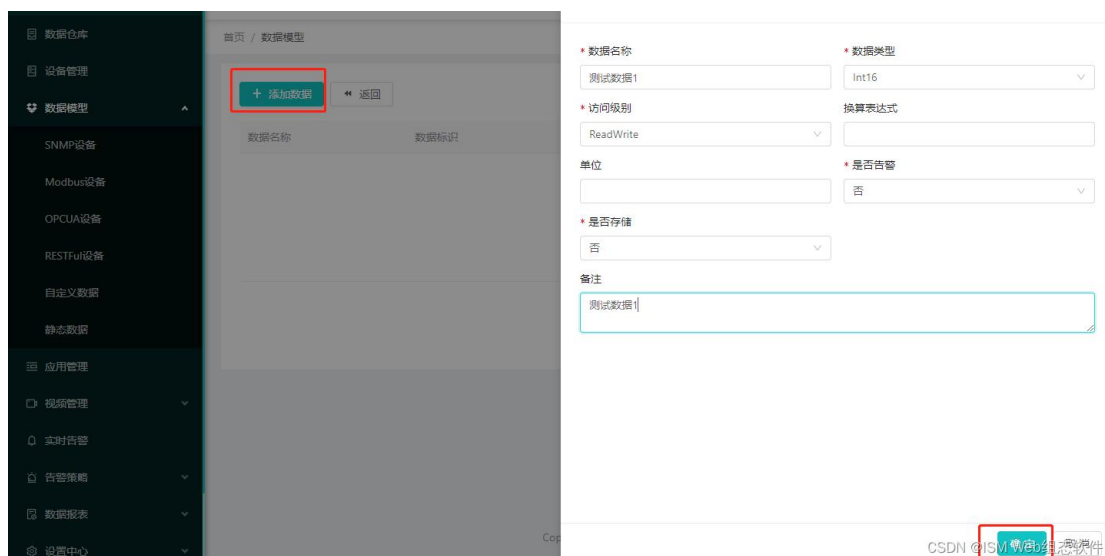 数据仓库
设备管理
数据模型
SNMP设备
Modbus设备
OPCUA设备
RESTFul设备
自定义数据
静态数据
应用管理
视频管理
实时告警
告警策略
数据报表
设置中心
首页 / 数据模型
+ 添加数据
返回
数据名称 数据标识
Cop
* 数据名称 * 数据类型
测试数据1 Int16
* 访问级别 换算表达式
ReadWrite
单位 * 是否告警
否
* 是否存储
否
备注
测试数据1
确定 取消
CSDN @ISM Web组态软件